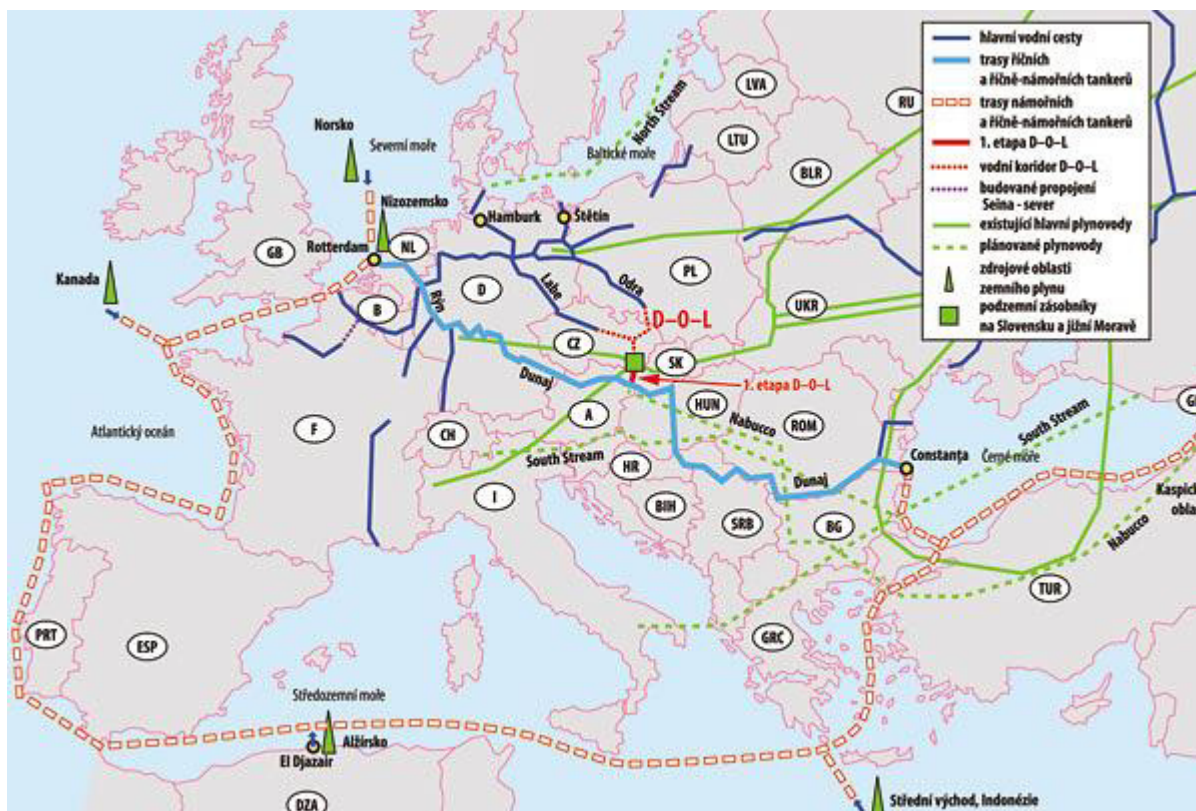 hlavní vodní cesty
trasy říčních
a říčně-námořních tankerů
trasy námořních
a říčně-námořních tankerů
1. etapa D–O–L
vodní koridor D–O–L
budované propojení
Seina - sever
existující hlavní plynovody
plánované plynovody
zdrojové oblasti
zemního plynu
podzemní zásobníky
na Slovensku a jižní Moravě
LVA
RU
North Stream
Norsko
Severní moře
LTU
Baltické moře
BLR
Nizozemsko
Hamburk
Štětín
GB
Rotterdam
NL
Kanada
D
Labe
Odra
PL
Rýn
B
UKR
D–O–L
CZ
SK
Dunaj
1. etapa D–O–L
HUN
A
Nabucco
ROM
South Stream
Atlantický oceán
F
CH
South Stream
Constanța
Černé moře
HR
I
Dunaj
BIH
SRB
BG
Nabucco
TUR
PRT
ESP
GRC
Středozemní moře
Alžírsko
El Djazair
DZA
Střední východ, Indonézie